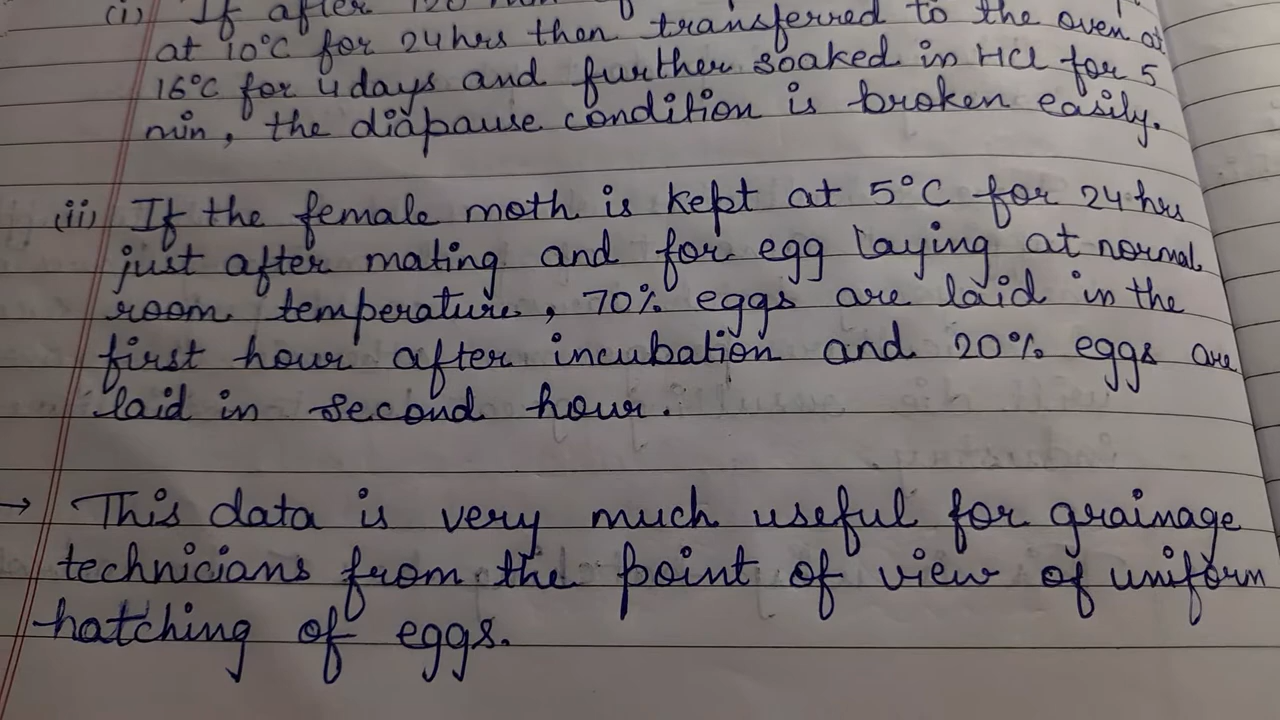 (i) If after 120
at 10°C for 24hrs then transferred to the oven at
16°C for 4 days and further soaked in HCl for 5
min, the diapause condition is broken easily.
(ii) If the female moth is kept at 5°C for 24 hrs
just after mating and for egg laying at normal
room temperature, 70% eggs are laid in the
first hour after incubation and 20% eggs are
laid in second hour.
→ This data is very much useful for grainage
technicians from the point of view of uniform
hatching of eggs.